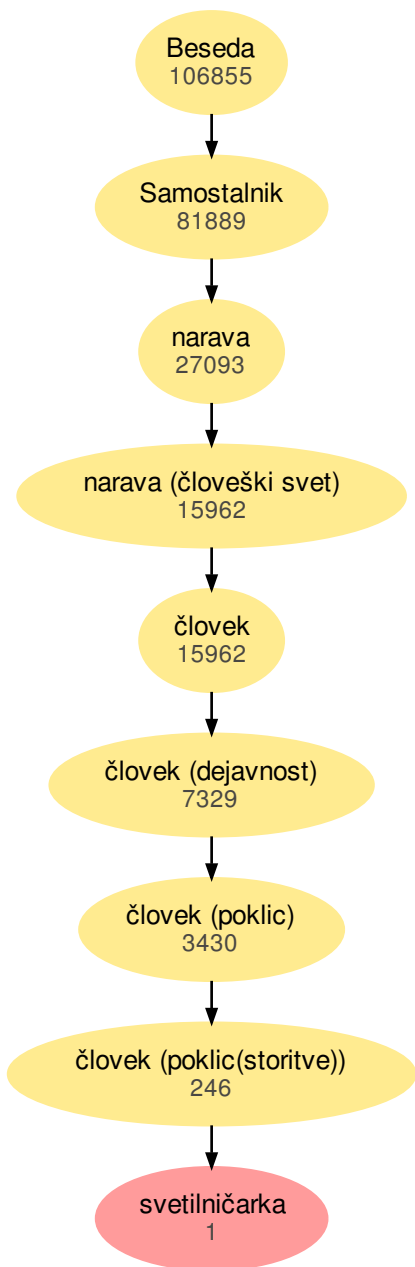 Beseda
106855
Samostalnik
81889
narava
27093
narava (človeški svet)
15962
človek
15962
človek (dejavnost)
7329
človek (poklic)
3430
človek (poklic(storitve))
246
svetilničarka
1